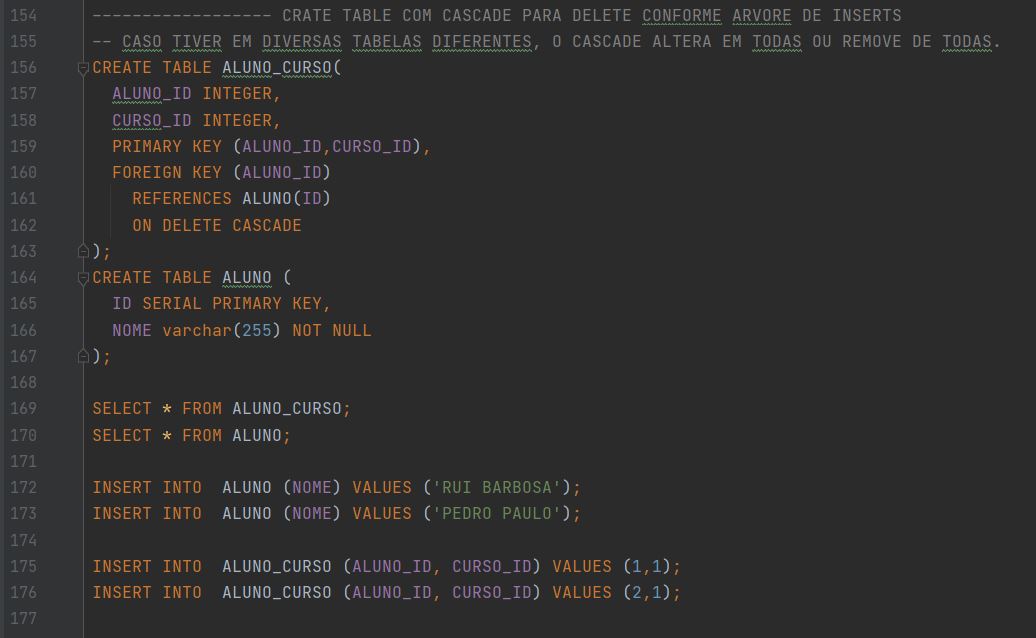 154 ------------------ CRATE TABLE COM CASCADE PARA DELETE CONFORME ARVORE DE INSERTS
155 -- CASO TIVER EM DIVERSAS TABELAS DIFERENTES, O CASCADE ALTERA EM TODAS OU REMOVE DE TODAS.
156 CREATE TABLE ALUNO_CURSO(
157   ALUNO_ID INTEGER,
158   CURSO_ID INTEGER,
159   PRIMARY KEY (ALUNO_ID,CURSO_ID),
160   FOREIGN KEY (ALUNO_ID)
161     REFERENCES ALUNO(ID)
162     ON DELETE CASCADE
163 );
164 CREATE TABLE ALUNO (
165   ID SERIAL PRIMARY KEY,
166   NOME varchar(255) NOT NULL
167 );
168
169 SELECT * FROM ALUNO_CURSO;
170 SELECT * FROM ALUNO;
171
172 INSERT INTO  ALUNO (NOME) VALUES ('RUI BARBOSA');
173 INSERT INTO  ALUNO (NOME) VALUES ('PEDRO PAULO');
174
175 INSERT INTO  ALUNO_CURSO (ALUNO_ID, CURSO_ID) VALUES (1,1);
176 INSERT INTO  ALUNO_CURSO (ALUNO_ID, CURSO_ID) VALUES (2,1);
177